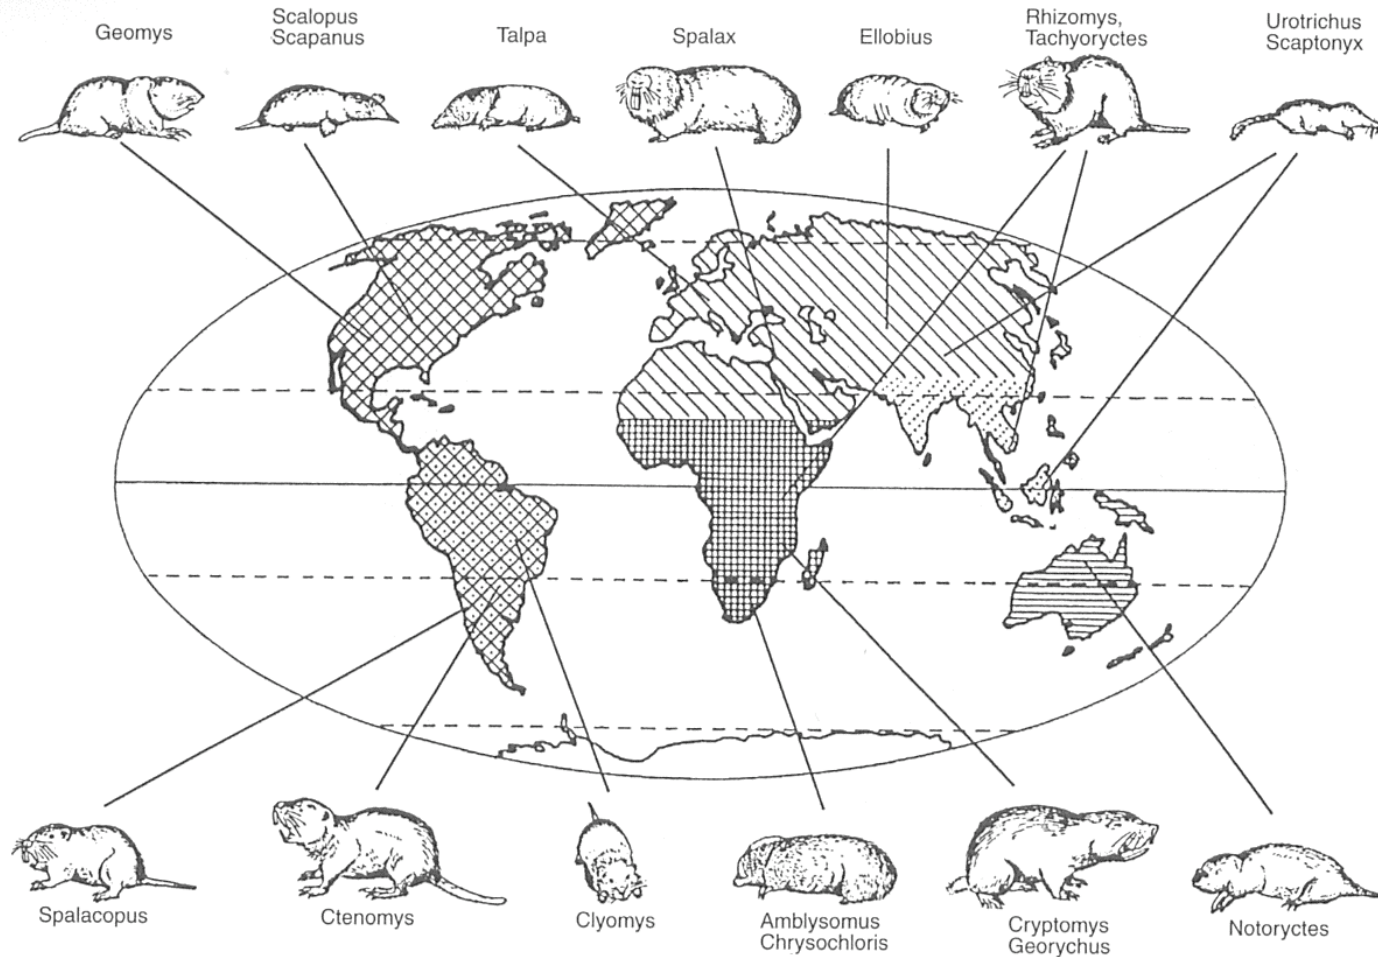 Geomys
Scalopus
Scapanus
Talpa
Spalax
Ellobius
Rhizomys,
Tachyoryctes
Urotrichus
Scaptonyx
Spalacopus
Ctenomys
Clyomys
Amblysomus
Chrysochloris
Cryptomys
Georychus
Notoryctes